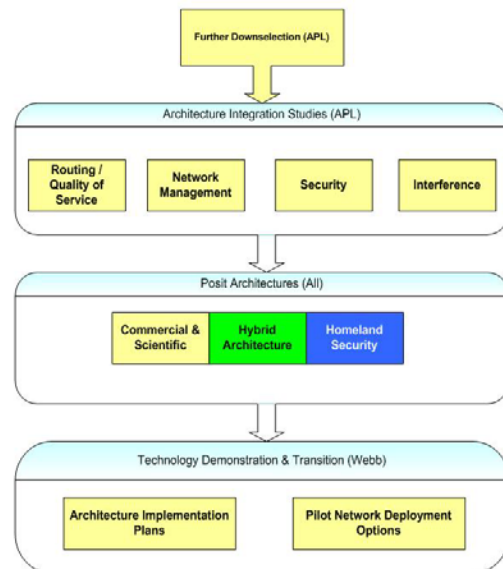 Further Downselection (APL)
Architecture Integration Studies (APL)
Routing /
Quality of
Service
Network
Management
Security
Interference
Posit Architectures (All)
Commercial &
Scientific
Hybrid
Architecture
Homeland
Security
Technology Demonstration & Transition (Webb)
Architecture Implementation
Plans
Pilot Network Deployment
Options